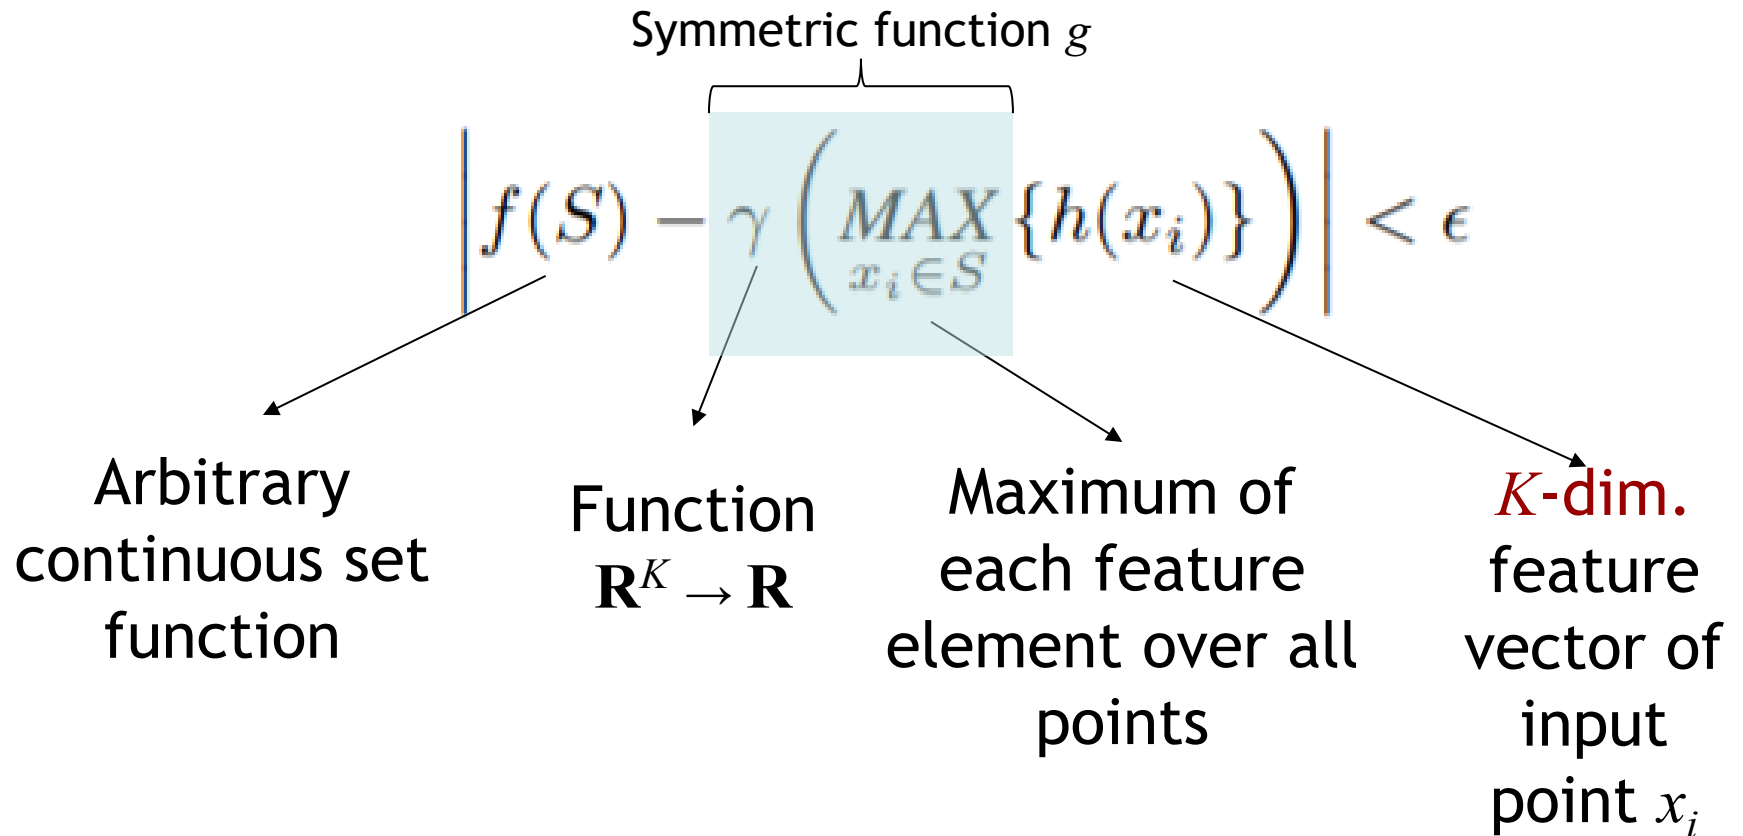 Symmetric function g
| f(S) − γ ( MAX {h(x_i)} ) | < ϵ
x_i ∈ S
Arbitrary
continuous set
function
Function
R^K → R
Maximum of
each feature
element over all
points
K-dim.
feature
vector of
input
point x_i